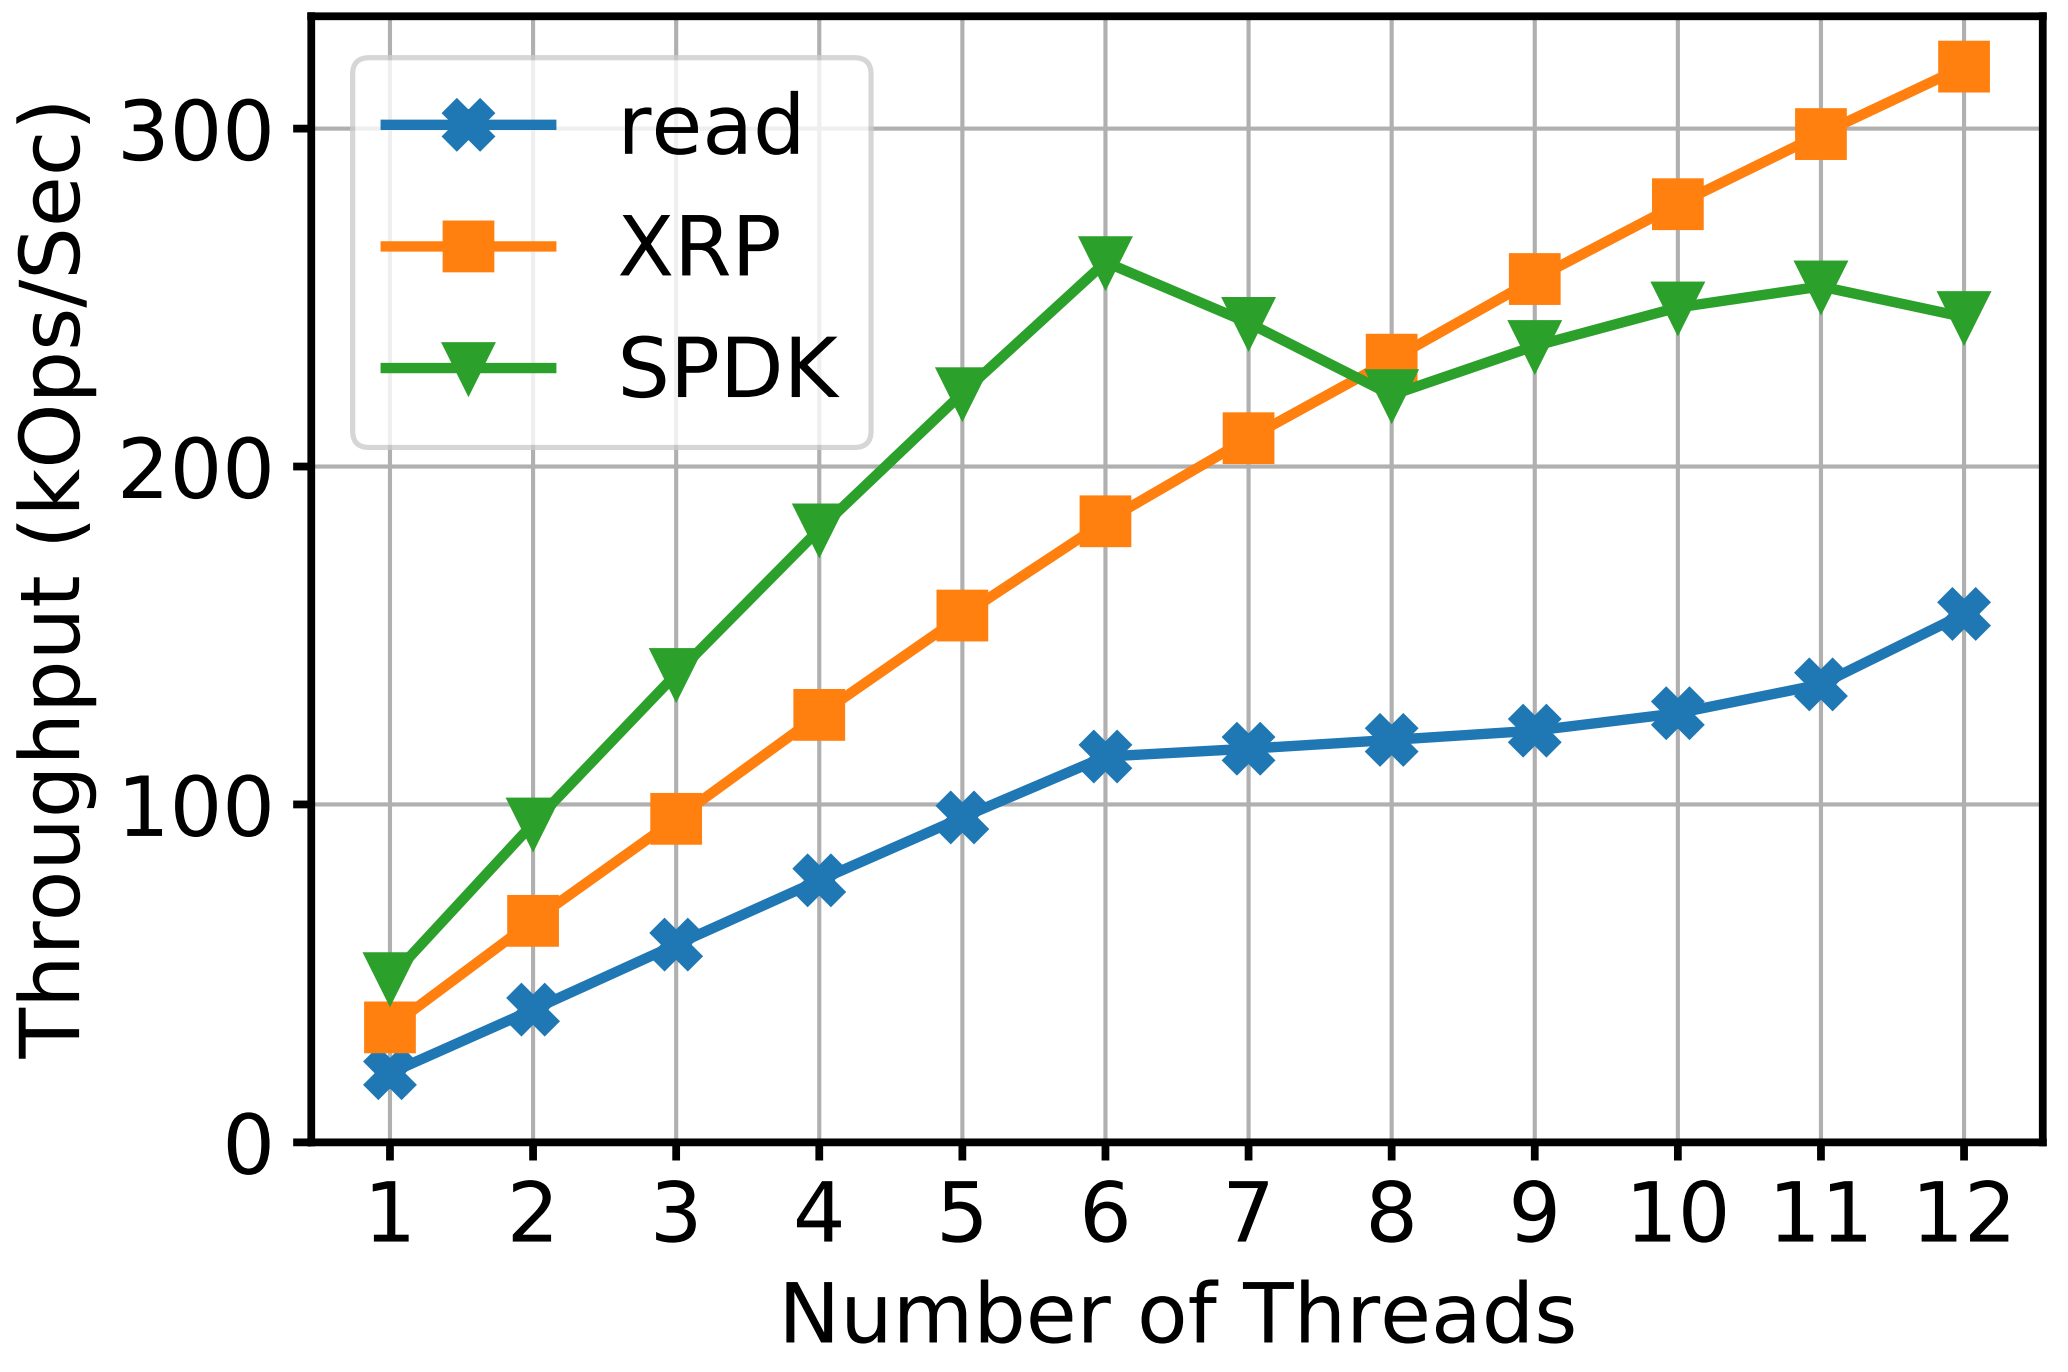 Throughput (kOps/Sec)
300
200
100
0
read
XRP
SPDK
1 2 3 4 5 6 7 8 9 10 11 12
Number of Threads